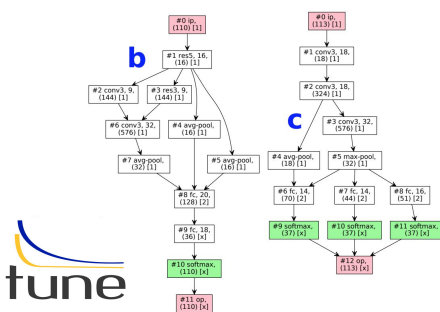 #0 ip,
(110) [1]
b
#1 res5, 16,
(16) [1]
#2 conv3, 9,
(144) [1]
#3 res3, 9,
(144) [1]
#6 conv3, 32,
(576) [1]
#4 avg-pool,
(16) [1]
#7 avg-pool,
(32) [1]
#5 avg-pool,
(16) [1]
#8 fc, 20,
(128) [2]
#9 fc, 18,
(36) [x]
#10 softmax,
(110) [x]
#11 op,
(110) [x]
#0 ip,
(113) [1]
#1 conv3, 18,
(18) [1]
#2 conv3, 18,
(324) [1]
c
#3 conv3, 32,
(576) [1]
#4 avg-pool,
(18) [1]
#5 max-pool,
(32) [1]
#6 fc, 14,
(70) [2]
#7 fc, 14,
(44) [2]
#8 fc, 16,
(51) [2]
#9 softmax,
(37) [x]
#10 softmax,
(37) [x]
#11 softmax,
(37) [x]
#12 op,
(113) [x]
tune